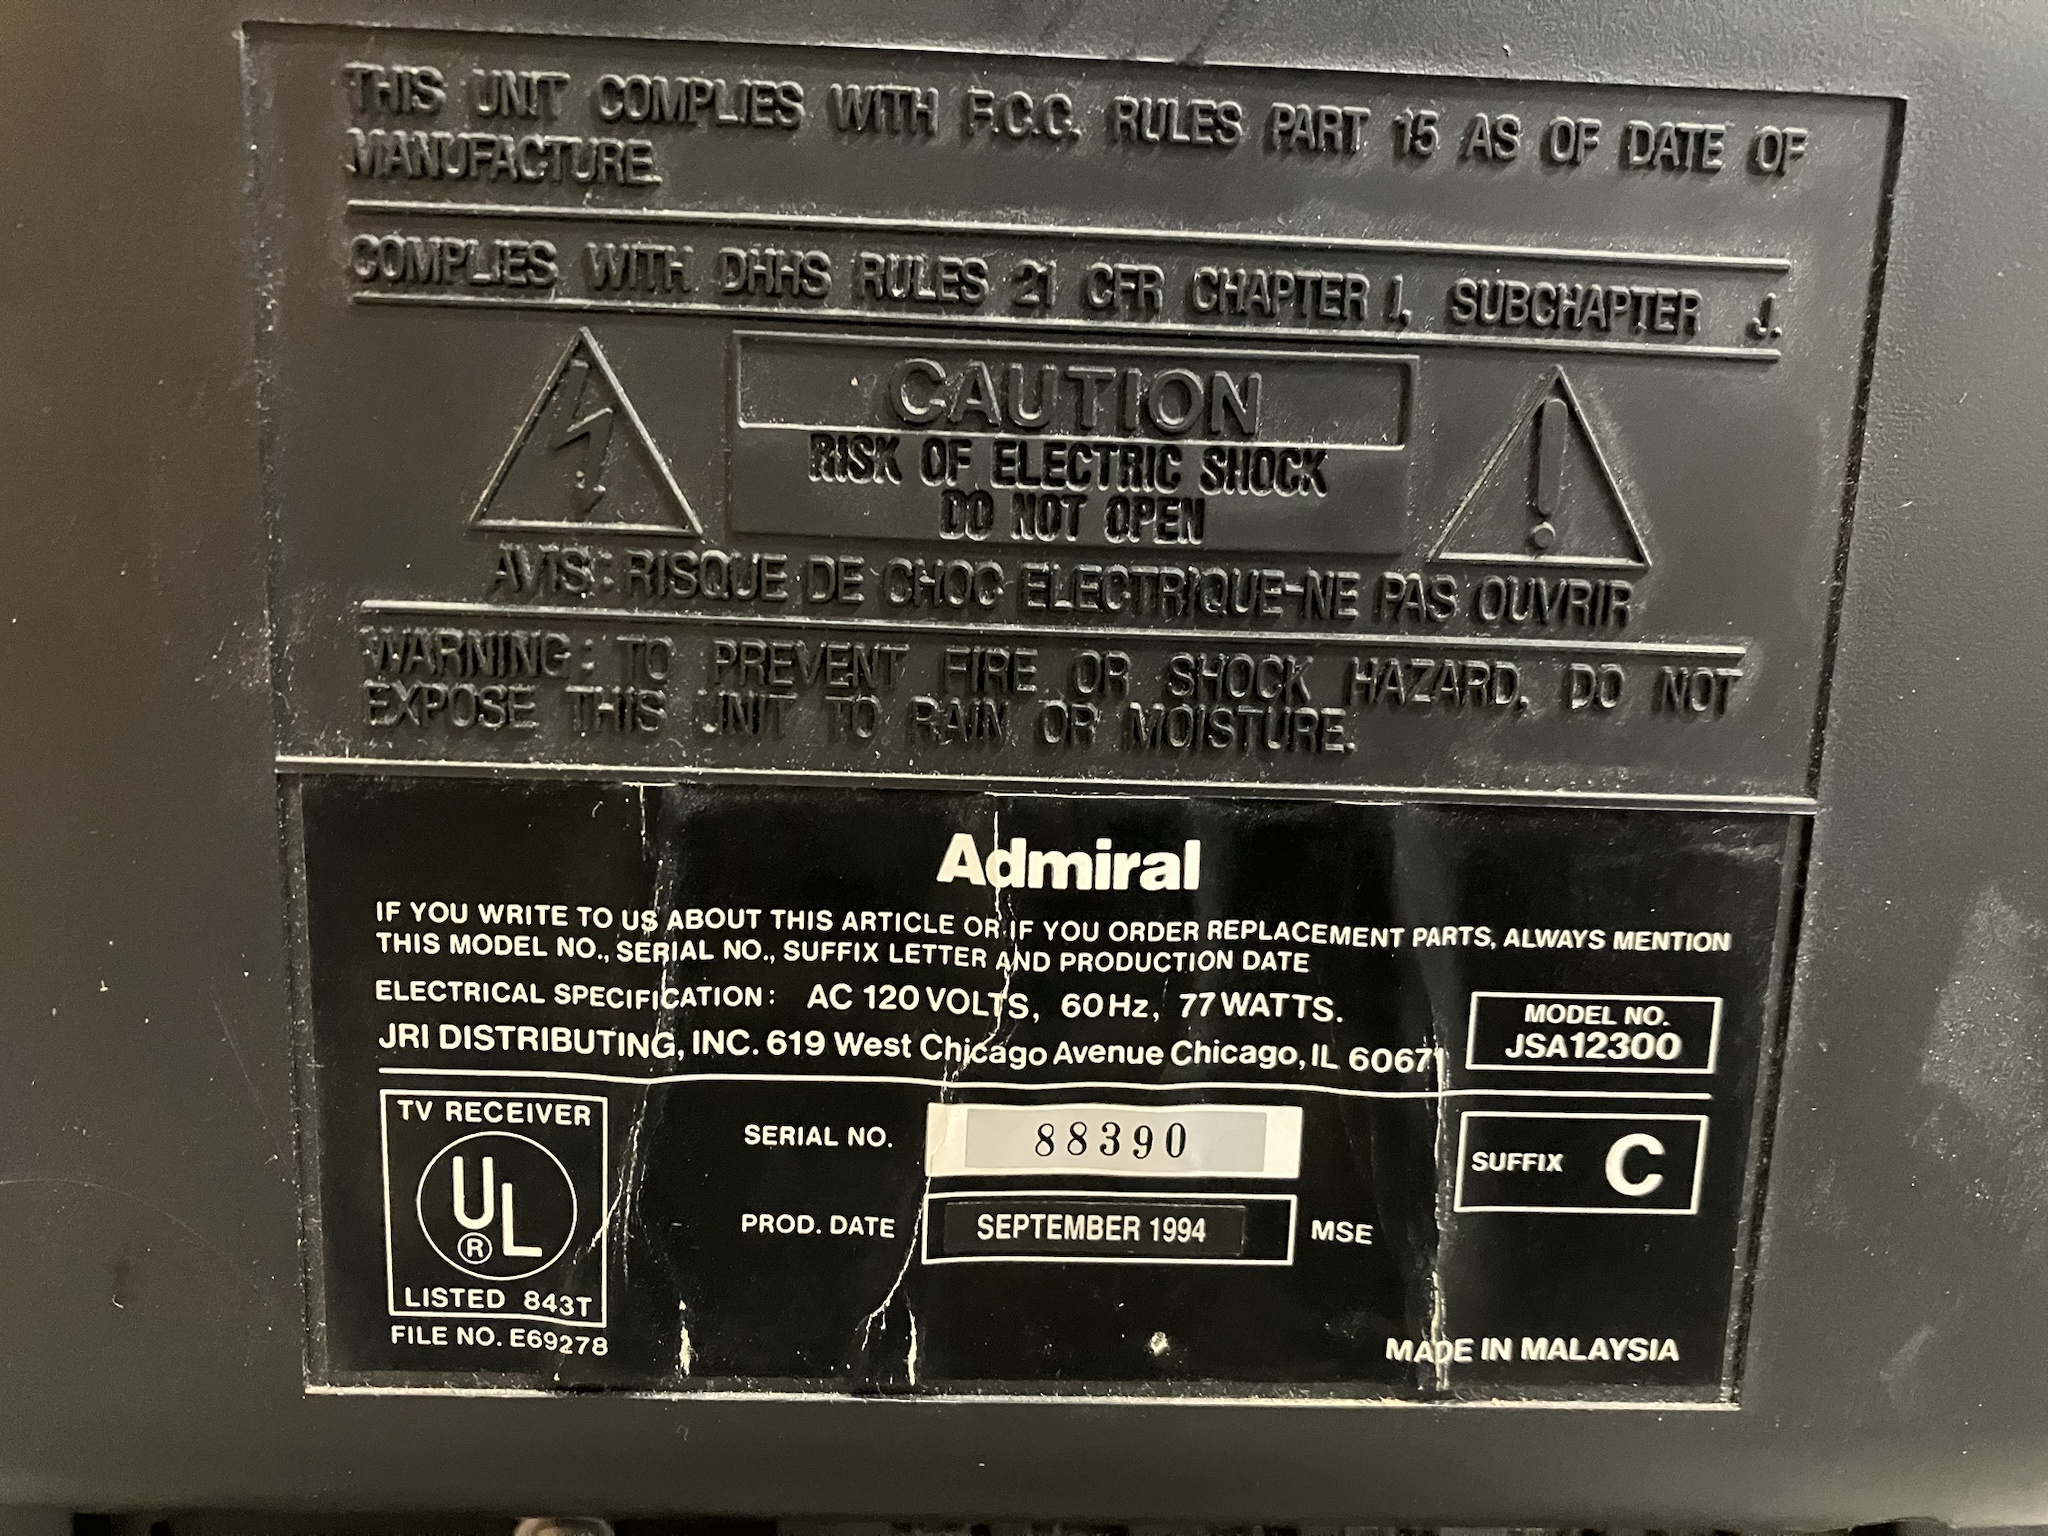 THIS UNIT COMPLIES WITH F.C.C. RULES PART 15 AS OF DATE OF
MANUFACTURE.
COMPLIES WITH DHHS RULES 21 CFR CHAPTER I, SUBCHAPTER J.
CAUTION
RISK OF ELECTRIC SHOCK
DO NOT OPEN
AVIS: RISQUE DE CHOC ELECTRIQUE-NE PAS OUVRIR
WARNING: TO PREVENT FIRE OR SHOCK HAZARD, DO NOT
EXPOSE THIS UNIT TO RAIN OR MOISTURE.
Admiral
IF YOU WRITE TO US ABOUT THIS ARTICLE OR IF YOU ORDER REPLACEMENT PARTS, ALWAYS MENTION
THIS MODEL NO., SERIAL NO., SUFFIX LETTER AND PRODUCTION DATE
ELECTRICAL SPECIFICATION: AC 120 VOLTS, 60Hz, 77 WATTS.
JRI DISTRIBUTING, INC. 619 West Chicago Avenue Chicago, IL 60671
MODEL NO.
JSA12300
TV RECEIVER
UL
®
LISTED 843T
FILE NO. E69278
SERIAL NO. 88390
PROD. DATE SEPTEMBER 1994 MSE
SUFFIX C
MADE IN MALAYSIA